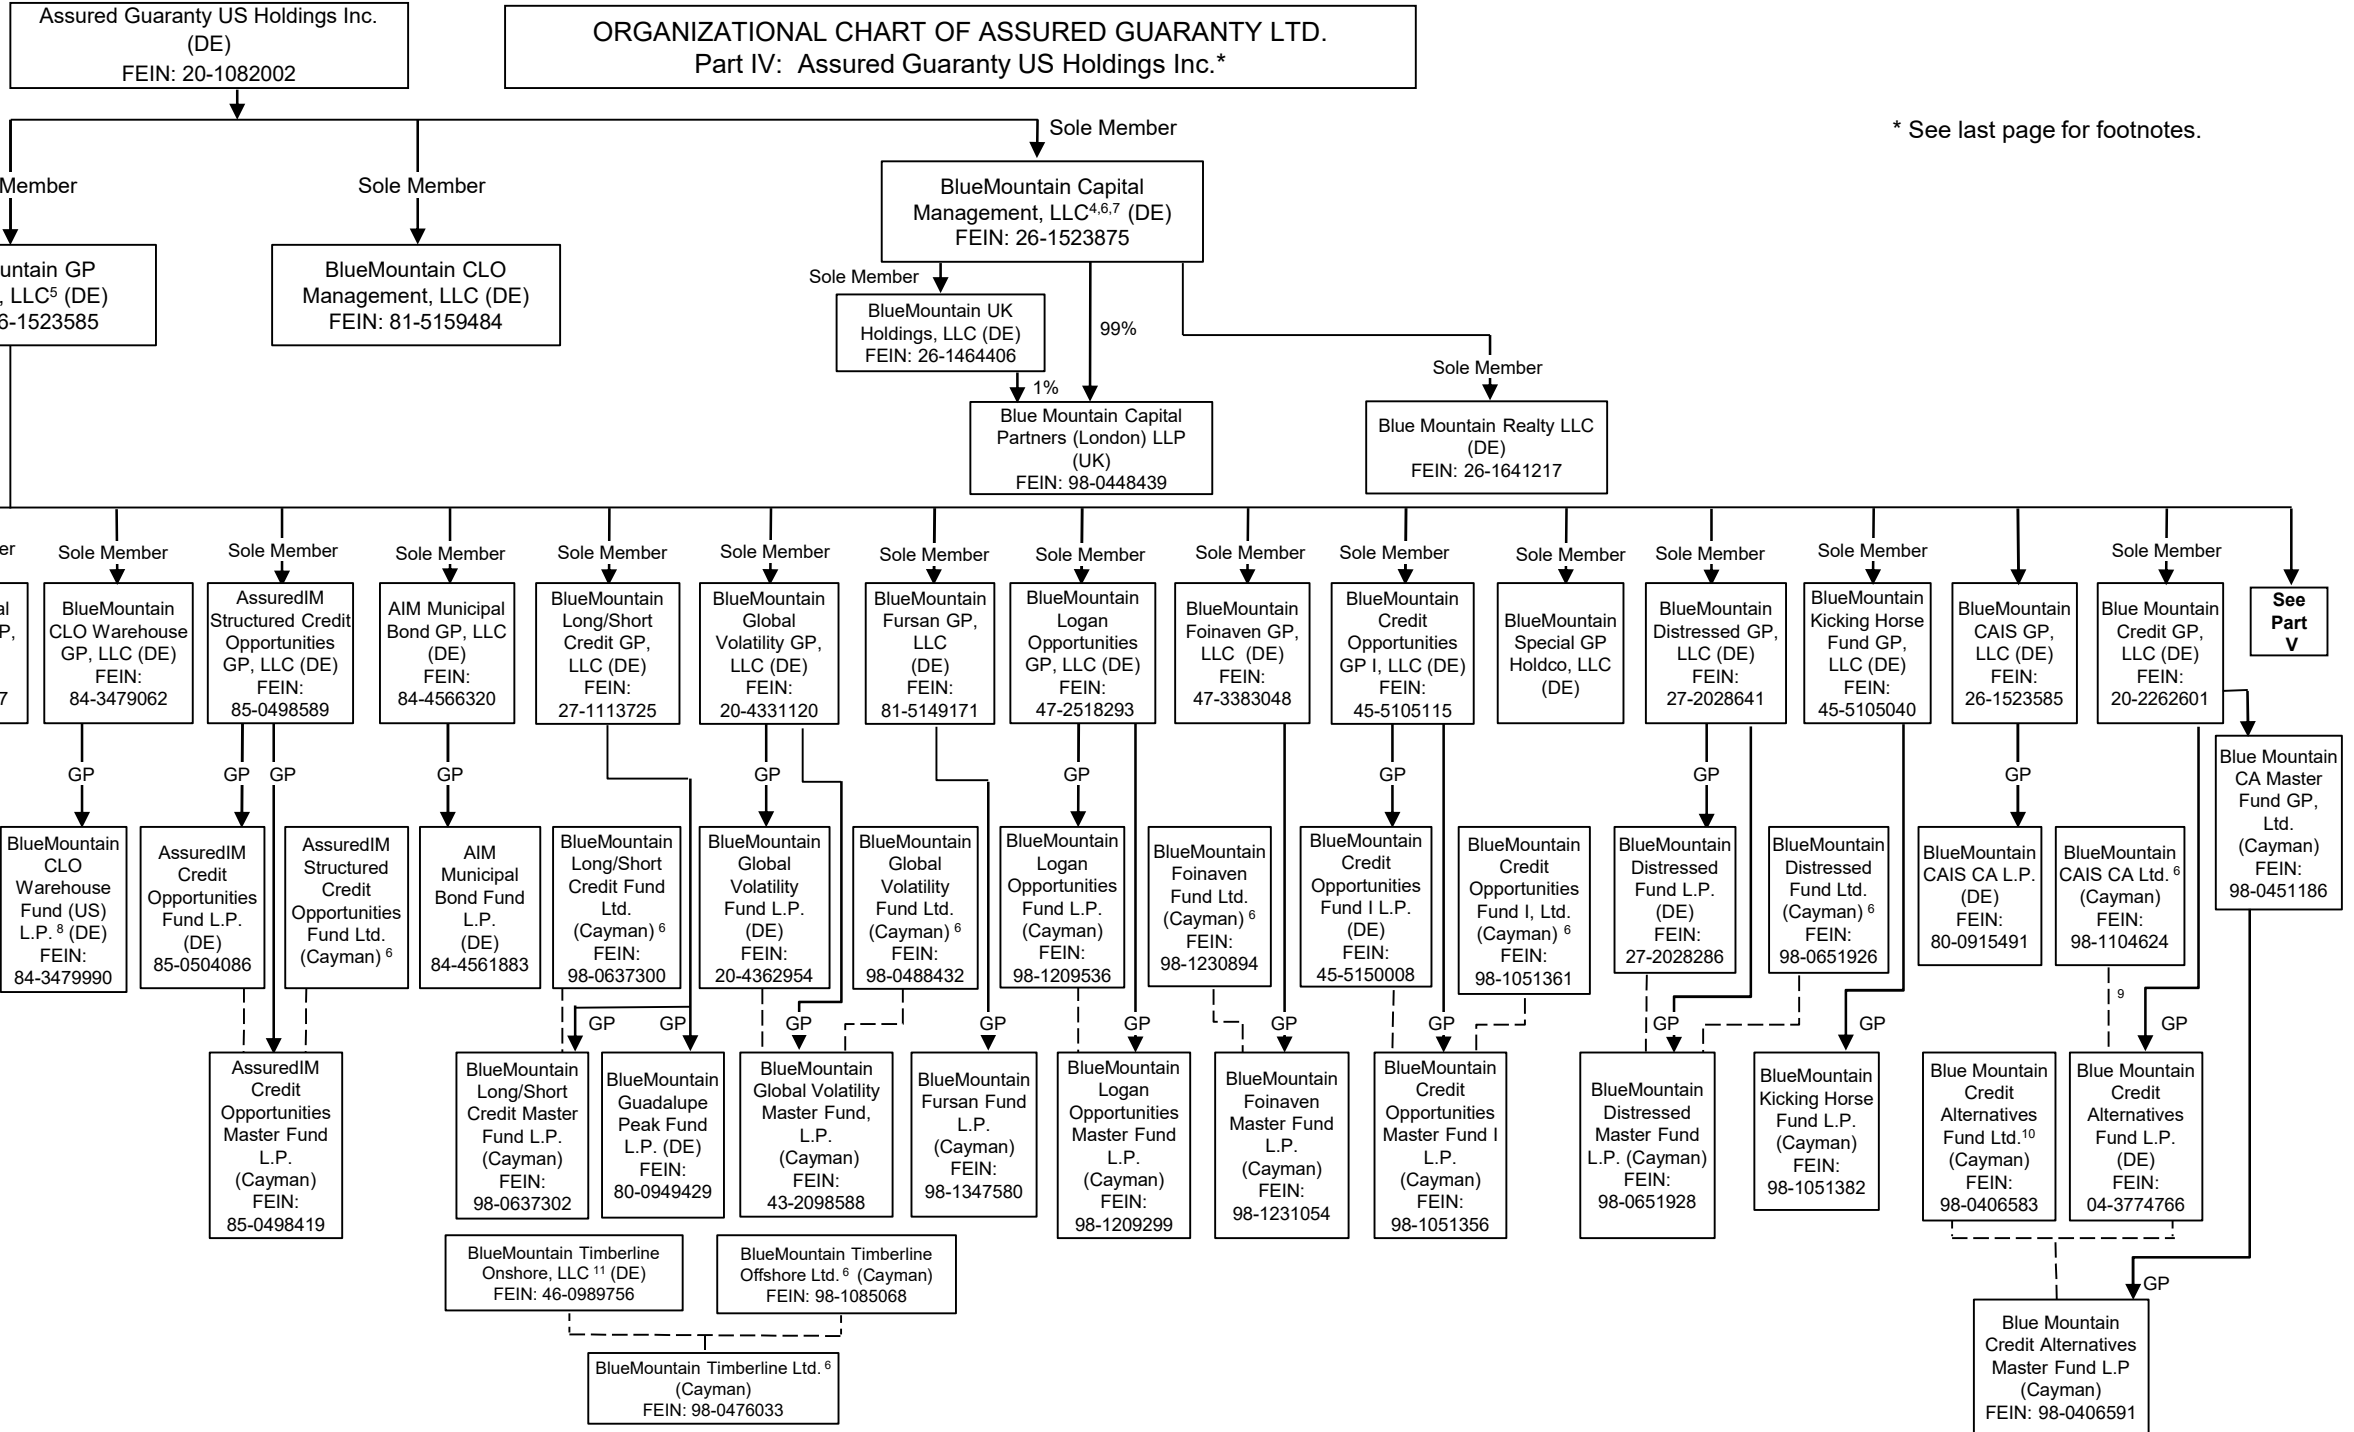 Assured Guaranty US Holdings Inc.
(DE)
FEIN: 20-1082002
ORGANIZATIONAL CHART OF ASSURED GUARANTY LTD.
Part IV: Assured Guaranty US Holdings Inc.*
* See last page for footnotes.
Member
Sole Member
Sole Member
untain GP
, LLC5 (DE)
6-1523585
BlueMountain CLO
Management, LLC (DE)
FEIN: 81-5159484
BlueMountain Capital
Management, LLC4,6,7 (DE)
FEIN: 26-1523875
Sole Member
BlueMountain UK
Holdings, LLC (DE)
FEIN: 26-1464406
99%
1%
Sole Member
Blue Mountain Capital
Partners (London) LLP
(UK)
FEIN: 98-0448439
Blue Mountain Realty LLC
(DE)
FEIN: 26-1641217
er
Sole Member
Sole Member
Sole Member
Sole Member
Sole Member
Sole Member
Sole Member
Sole Member
Sole Member
Sole Member
Sole Member
Sole Member
Sole Member
al
P,
7
BlueMountain
CLO Warehouse
GP, LLC (DE)
FEIN:
84-3479062
AssuredIM
Structured Credit
Opportunities
GP, LLC (DE)
FEIN:
85-0498589
AIM Municipal
Bond GP, LLC
(DE)
FEIN:
84-4566320
BlueMountain
Long/Short
Credit GP,
LLC (DE)
FEIN:
27-1113725
BlueMountain
Global
Volatility GP,
LLC (DE)
FEIN:
20-4331120
BlueMountain
Fursan GP,
LLC
(DE)
FEIN:
81-5149171
BlueMountain
Logan
Opportunities
GP, LLC (DE)
FEIN:
47-2518293
BlueMountain
Foinaven GP,
LLC (DE)
FEIN:
47-3383048
BlueMountain
Credit
Opportunities
GP I, LLC (DE)
FEIN:
45-5105115
BlueMountain
Special GP
Holdco, LLC
(DE)
BlueMountain
Distressed GP,
LLC (DE)
FEIN:
27-2028641
BlueMountain
Kicking Horse
Fund GP,
LLC (DE)
FEIN:
45-5105040
BlueMountain
CAIS GP,
LLC (DE)
FEIN:
26-1523585
Blue Mountain
Credit GP,
LLC (DE)
FEIN:
20-2262601
See
Part
V
GP
GP
GP
GP
GP
GP
GP
GP
GP
Blue Mountain
CA Master
Fund GP,
Ltd.
(Cayman)
FEIN:
98-0451186
BlueMountain
CLO
Warehouse
Fund (US)
L.P. 8 (DE)
FEIN:
84-3479990
AssuredIM
Credit
Opportunities
Fund L.P.
(DE)
85-0504086
AssuredIM
Structured
Credit
Opportunities
Fund Ltd.
(Cayman) 6
AIM
Municipal
Bond Fund
L.P.
(DE)
84-4561883
BlueMountain
Long/Short
Credit Fund
Ltd.
(Cayman) 6
FEIN:
98-0637300
BlueMountain
Global
Volatility
Fund L.P.
(DE)
FEIN:
20-4362954
BlueMountain
Global
Volatility
Fund Ltd.
(Cayman) 6
FEIN:
98-0488432
BlueMountain
Logan
Opportunities
Fund L.P.
(Cayman)
FEIN:
98-1209536
BlueMountain
Foinaven
Fund Ltd.
(Cayman) 6
FEIN:
98-1230894
BlueMountain
Credit
Opportunities
Fund I L.P.
(DE)
FEIN:
45-5150008
BlueMountain
Credit
Opportunities
Fund I, Ltd.
(Cayman) 6
FEIN:
98-1051361
BlueMountain
Distressed
Fund L.P.
(DE)
FEIN:
27-2028286
BlueMountain
Distressed
Fund Ltd.
(Cayman) 6
FEIN:
98-0651926
BlueMountain
CAIS CA L.P.
(DE)
FEIN:
80-0915491
BlueMountain
CAIS CA Ltd. 6
(Cayman)
FEIN:
98-1104624
9
GP
GP
GP
GP
GP
GP
GP
GP
GP
GP
AssuredIM
Credit
Opportunities
Master Fund
L.P.
(Cayman)
FEIN:
85-0498419
BlueMountain
Long/Short
Credit Master
Fund L.P.
(Cayman)
FEIN:
98-0637302
BlueMountain
Guadalupe
Peak Fund
L.P. (DE)
FEIN:
80-0949429
BlueMountain
Global Volatility
Master Fund,
L.P.
(Cayman)
FEIN:
43-2098588
BlueMountain
Fursan Fund
L.P.
(Cayman)
FEIN:
98-1347580
BlueMountain
Logan
Opportunities
Master Fund
L.P.
(Cayman)
FEIN:
98-1209299
BlueMountain
Foinaven
Master Fund
L.P.
(Cayman)
FEIN:
98-1231054
BlueMountain
Credit
Opportunities
Master Fund I
L.P.
(Cayman)
FEIN:
98-1051356
BlueMountain
Distressed
Master Fund
L.P. (Cayman)
FEIN:
98-0651928
BlueMountain
Kicking Horse
Fund L.P.
(Cayman)
FEIN:
98-1051382
Blue Mountain
Credit
Alternatives
Fund Ltd.10
(Cayman)
FEIN:
98-0406583
Blue Mountain
Credit
Alternatives
Fund L.P.
(DE)
FEIN:
04-3774766
BlueMountain Timberline
Onshore, LLC 11 (DE)
FEIN: 46-0989756
BlueMountain Timberline
Offshore Ltd. 6 (Cayman)
FEIN: 98-1085068
GP
BlueMountain Timberline Ltd. 6
(Cayman)
FEIN: 98-0476033
Blue Mountain
Credit Alternatives
Master Fund L.P
(Cayman)
FEIN: 98-0406591